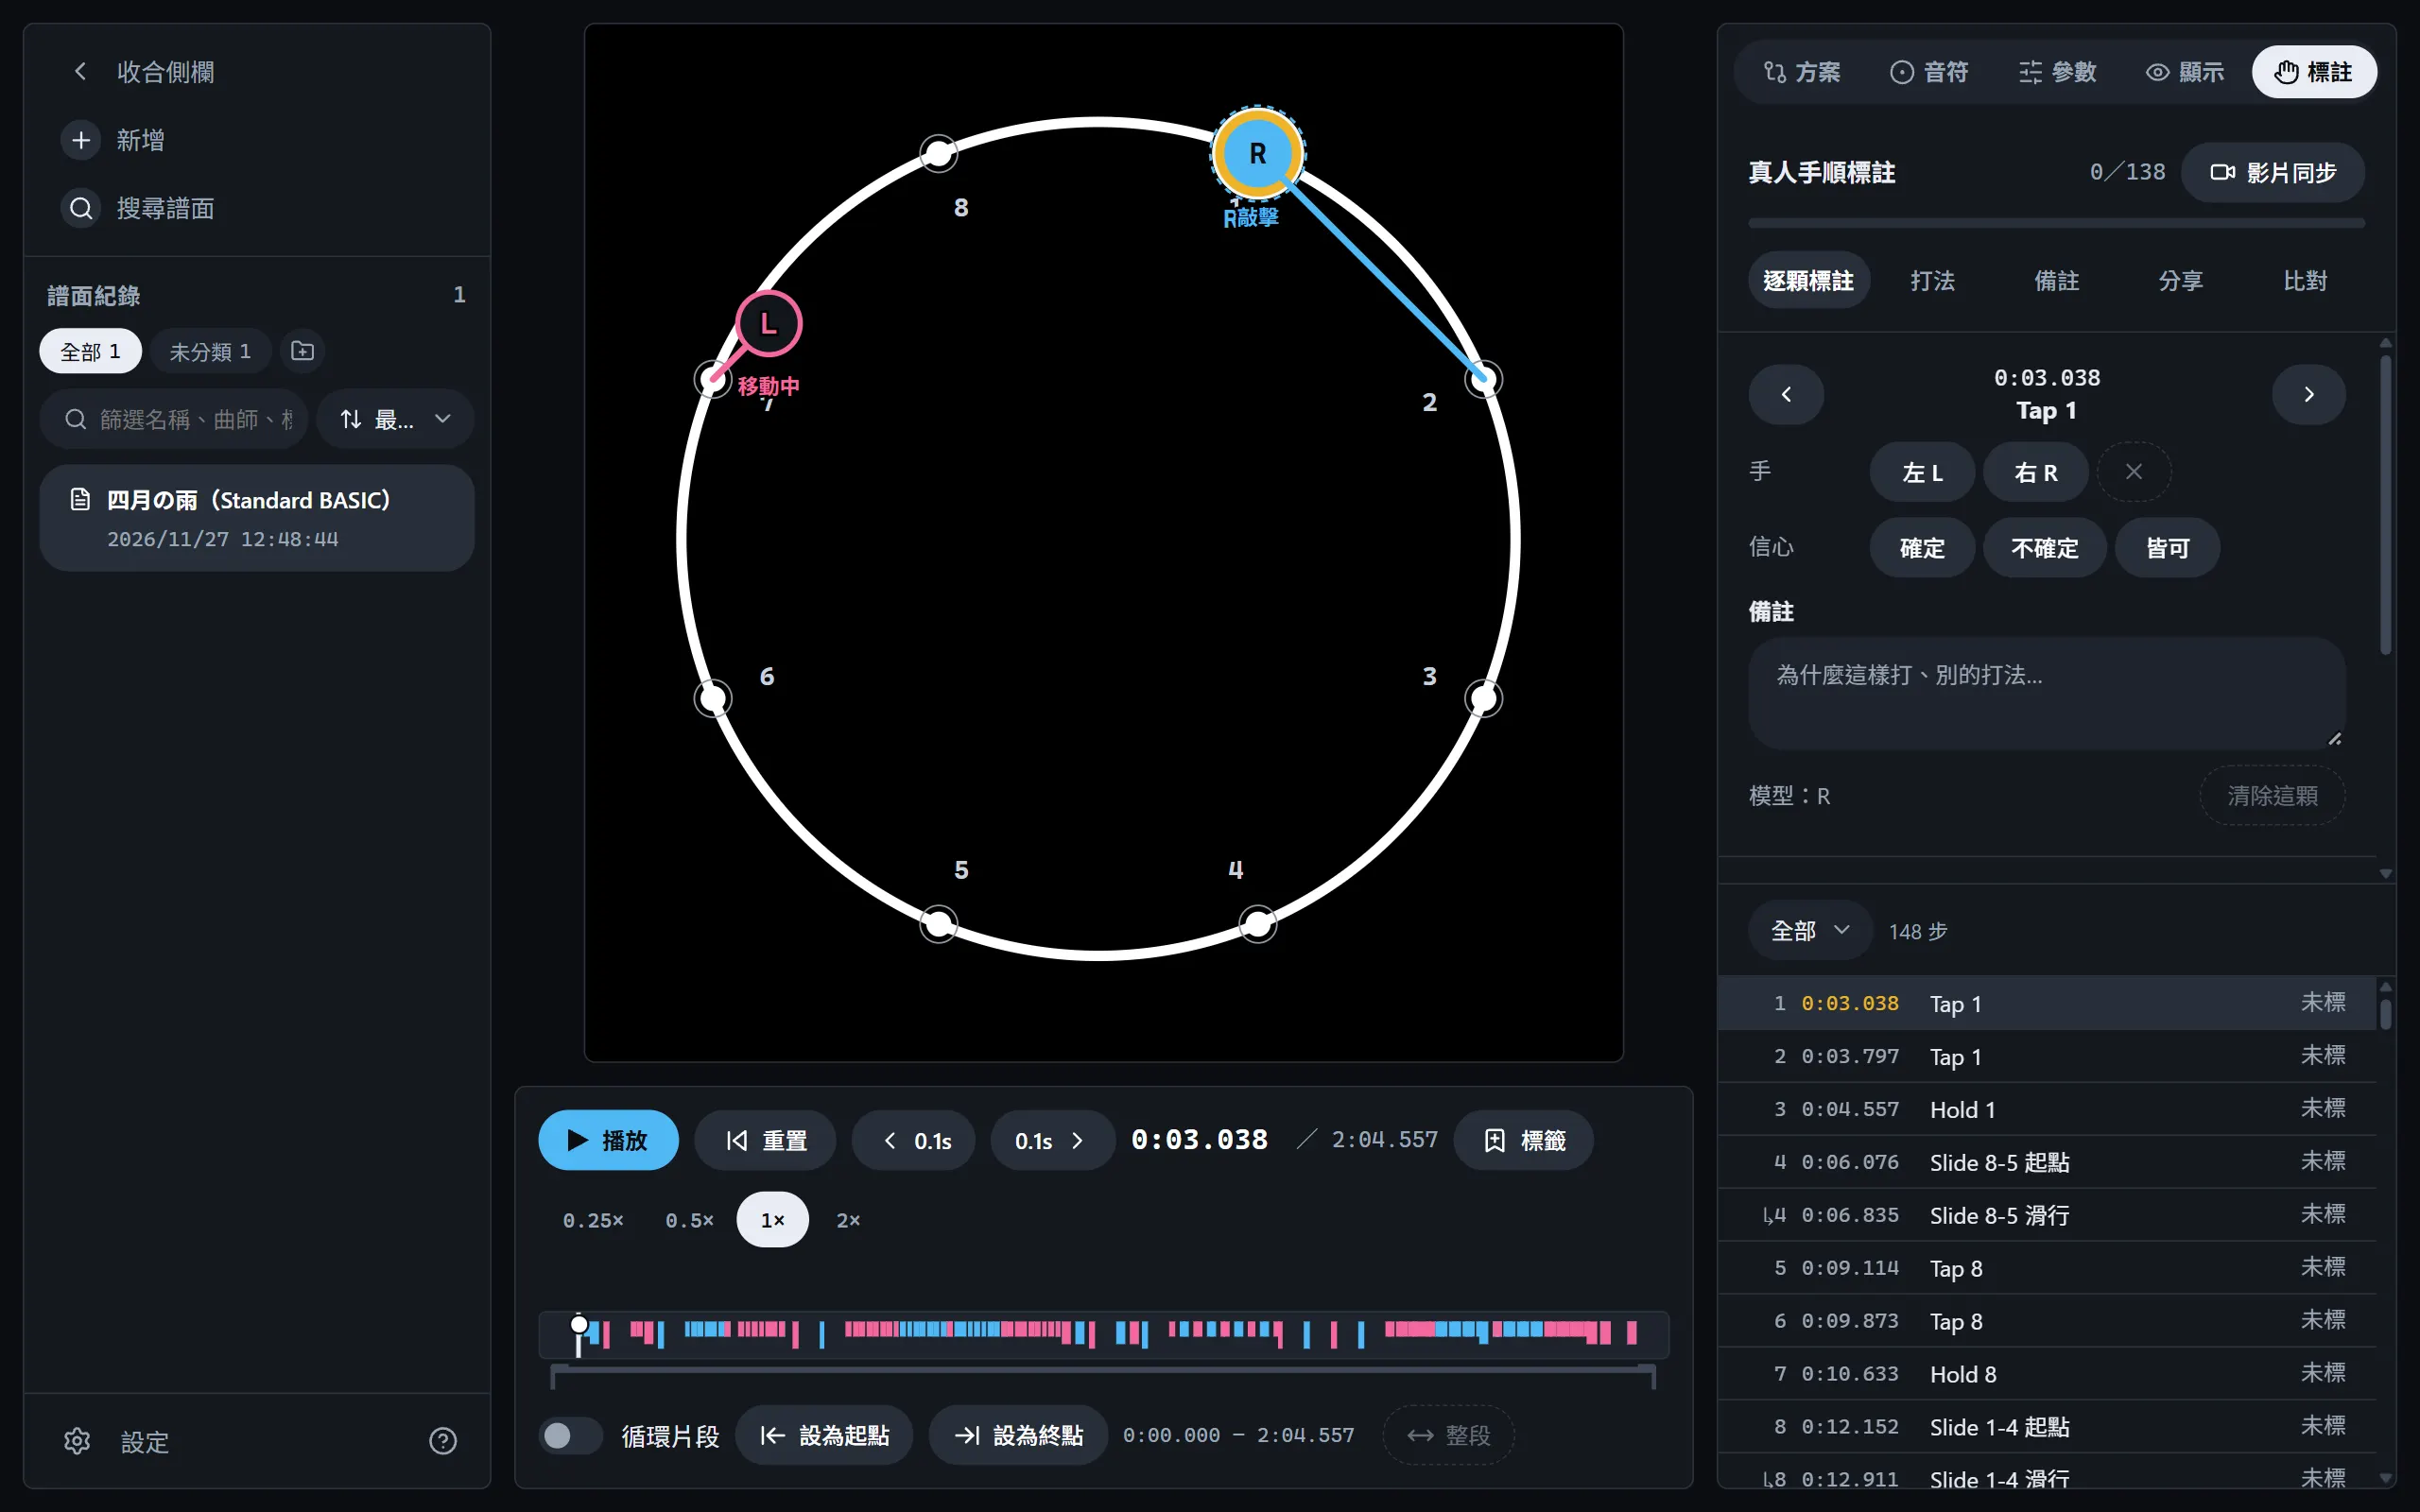 收合側欄
新增
搜尋譜面
譜面紀錄 1
全部 1 未分類 1
篩選名稱、曲師、 最...
四月の雨（Standard BASIC）
2026/11/27 12:48:44
設定
8
R
R敲擊
L
移動中
7
2
6
3
5
4
播放 重置 0.1s 0.1s 0:03.038 ／ 2:04.557 標籤
0.25× 0.5× 1× 2×
循環片段 設為起點 設為終點 0:00.000 – 2:04.557 整段
方案 音符 參數 顯示 標註
真人手順標註 0／138 影片同步
逐顆標註 打法 備註 分享 比對
0:03.038
Tap 1
手 左 L 右 R
信心 確定 不確定 皆可
備註
為什麼這樣打、別的打法...
模型：R 清除這顆
全部 148 步
1 0:03.038 Tap 1 未標
2 0:03.797 Tap 1 未標
3 0:04.557 Hold 1 未標
4 0:06.076 Slide 8-5 起點 未標
↳4 0:06.835 Slide 8-5 滑行 未標
5 0:09.114 Tap 8 未標
6 0:09.873 Tap 8 未標
7 0:10.633 Hold 8 未標
8 0:12.152 Slide 1-4 起點 未標
↳8 0:12.911 Slide 1-4 滑行 未標